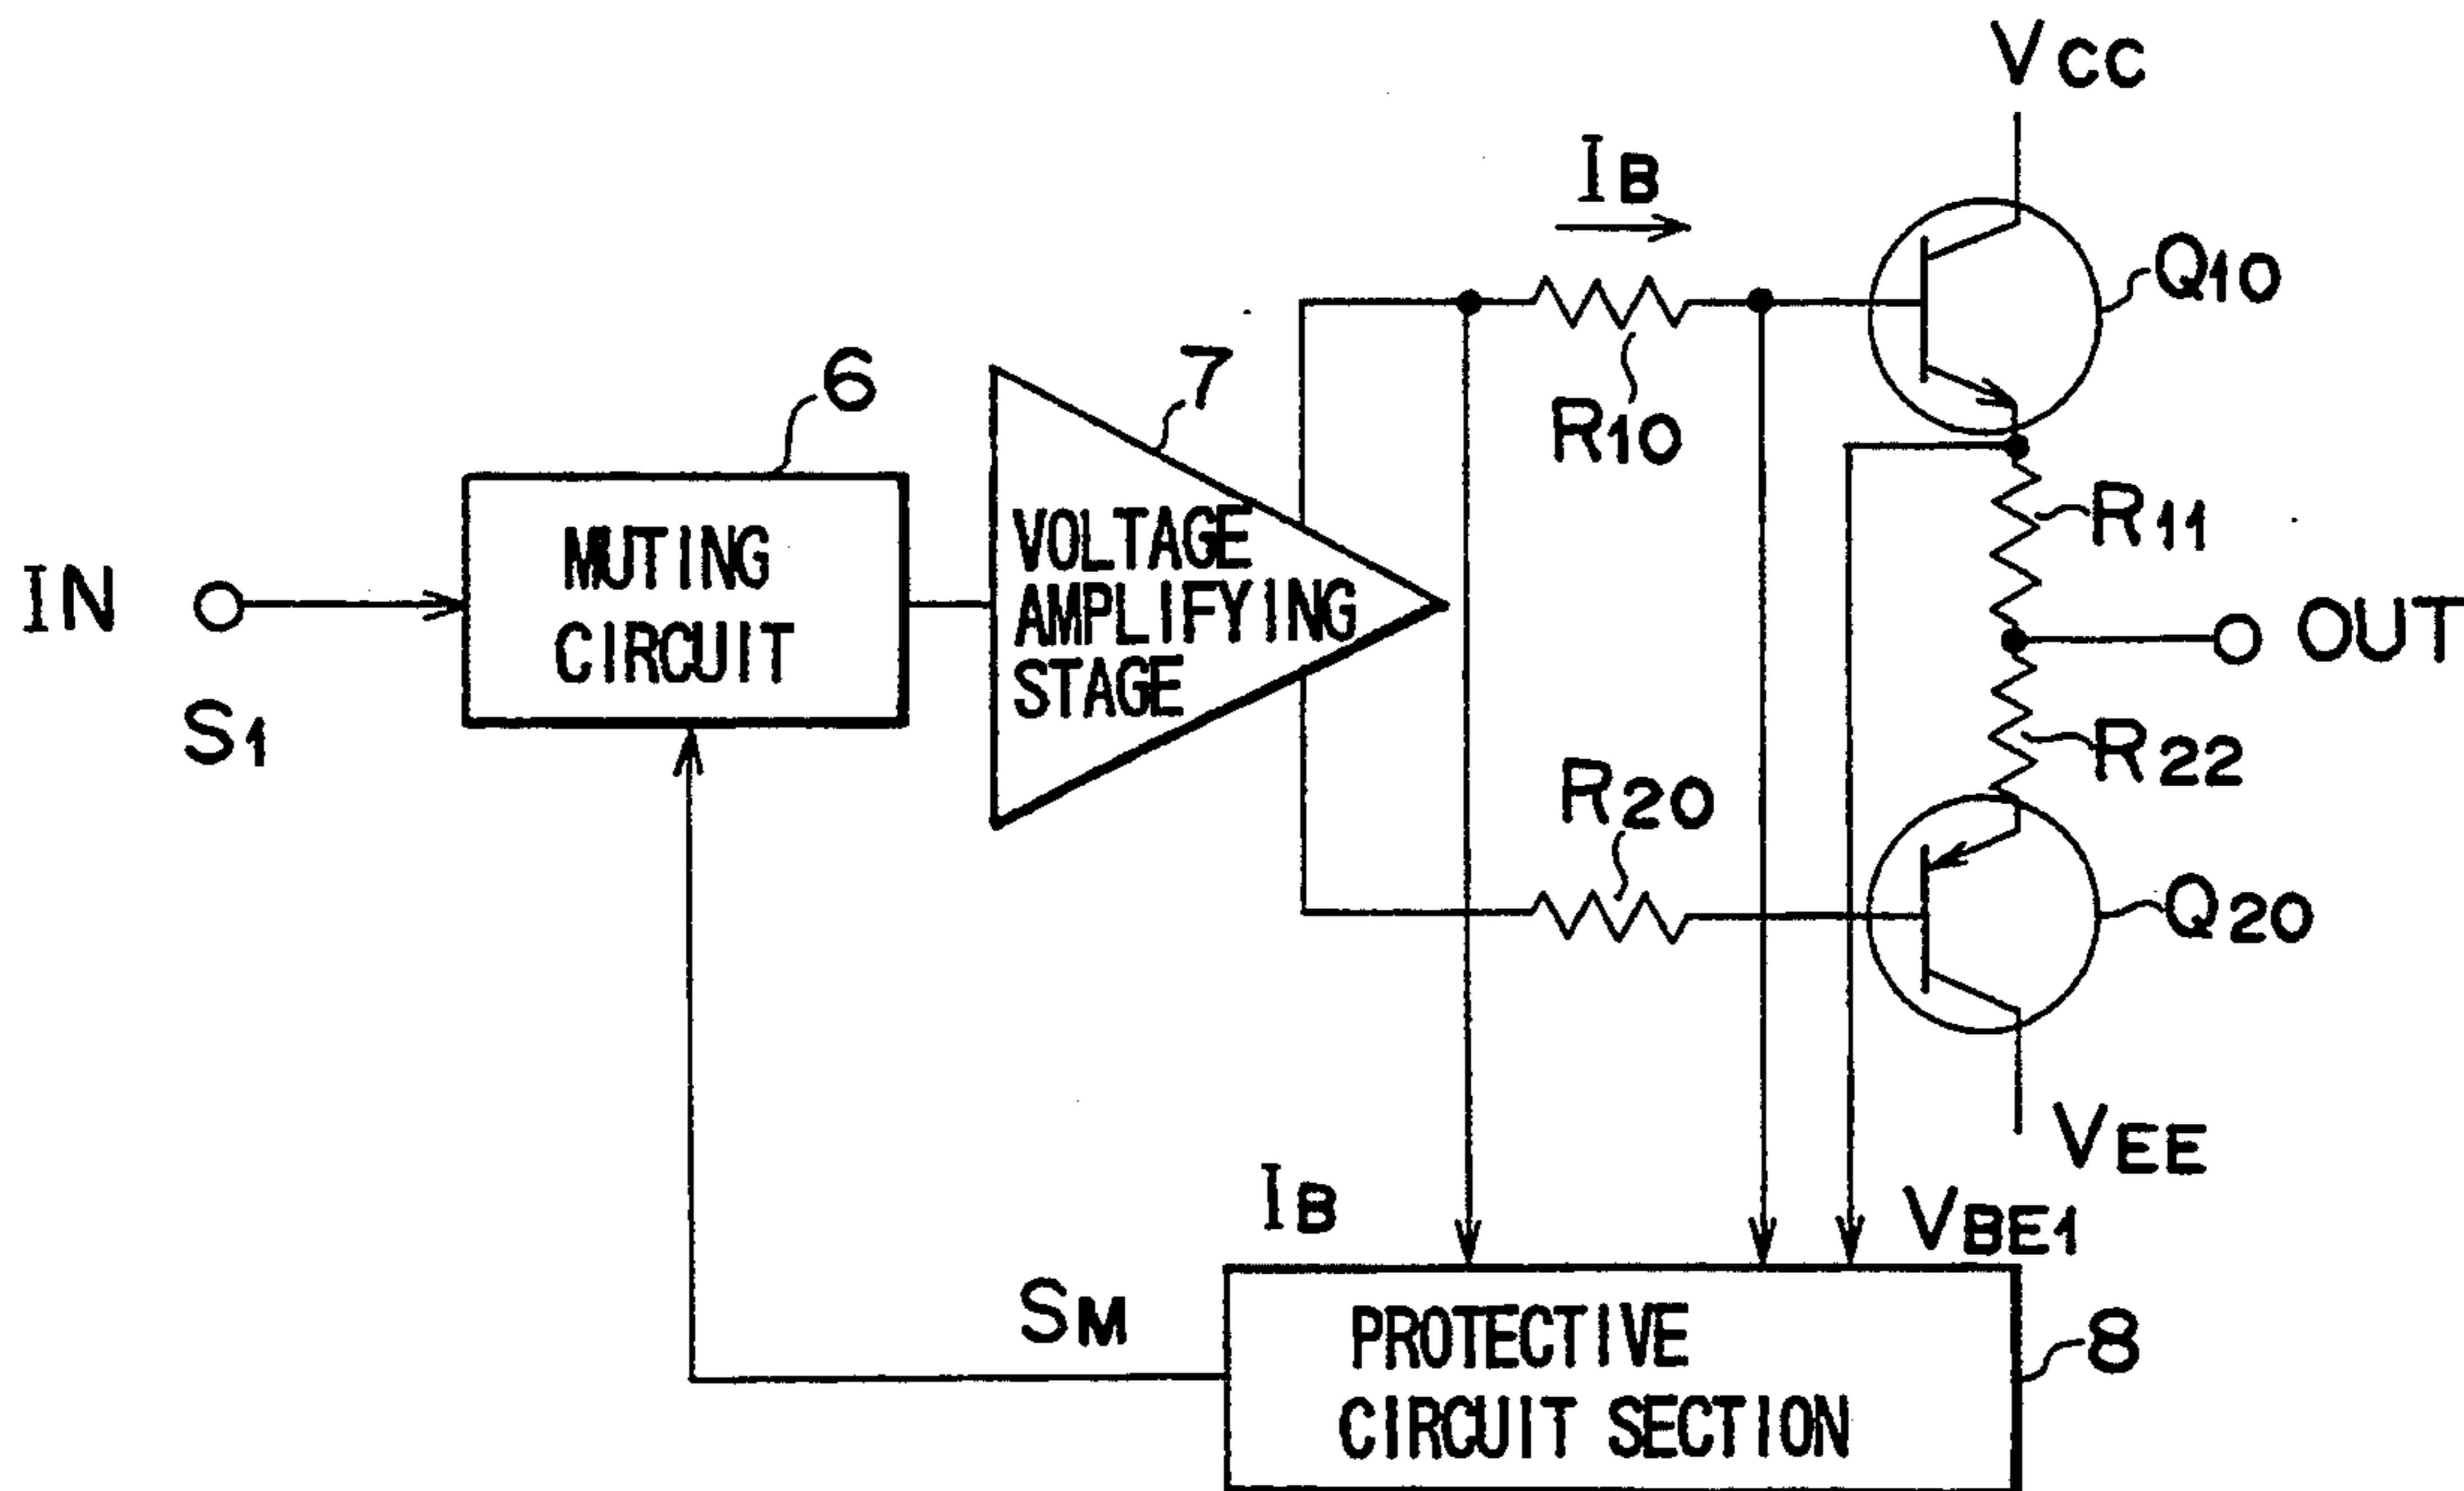 VCC
IB
Q10
6
7
R10
R11
MUTING
CIRCUIT
VOLTAGE
AMPLIFYING
STAGE
IN
OUT
S1
R22
R20
Q20
VEE
IB
VBE1
SM
PROTECTIVE
CIRCUIT SECTION
8